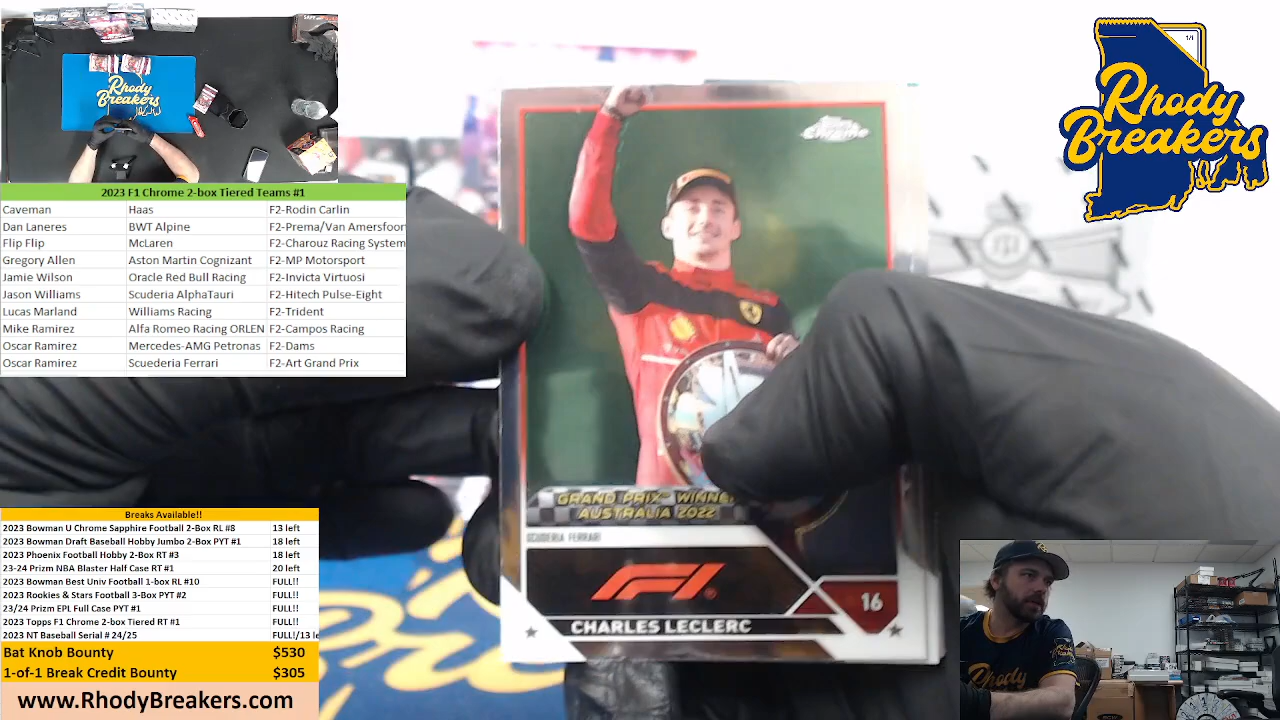 2023 F1 Chrome 2-box Tiered Teams #1
Caveman Haas F2-Rodin Carlin
Dan Laneres BWT Alpine F2-Prema/Van Amersfoor
Flip Flip McLaren F2-Charouz Racing System
Gregory Allen Aston Martin Cognizant F2-MP Motorsport
Jamie Wilson Oracle Red Bull Racing F2-Invicta Virtuosi
Jason Williams Scuderia AlphaTauri F2-Hitech Pulse-Eight
Lucas Marland Williams Racing F2-Trident
Mike Ramirez Alfa Romeo Racing ORLEN F2-Campos Racing
Oscar Ramirez Mercedes-AMG Petronas F2-Dams
Oscar Ramirez Scuederia Ferrari F2-Art Grand Prix
Breaks Available!!
2023 Bowman U Chrome Sapphire Football 2-Box RL #8 13 left
2023 Bowman Draft Baseball Hobby Jumbo 2-Box PYT #1 18 left
2023 Phoenix Football Hobby 2-Box RT #3 18 left
23-24 Prizm NBA Blaster Half Case RT #1 20 left
2023 Bowman Best Univ Football 1-box RL #10 FULL!!
2023 Rookies & Stars Football 3-Box PYT #2 FULL!!
23/24 Prizm EPL Full Case PYT #1 FULL!!
2023 Topps F1 Chrome 2-box Tiered RT #1 FULL!!
2023 NT Baseball Serial # 24/25 FULL!/13 le
Bat Knob Bounty $530
1-of-1 Break Credit Bounty $305
www.RhodyBreakers.com
Rhody
Breakers
Topps
Chrome
GRAND PRIX™ WINNE
AUSTRALIA 2022
SCUDERIA FERRARI
F1
16
CHARLES LECLERC
1/1
Rhody
Breakers
Rhody